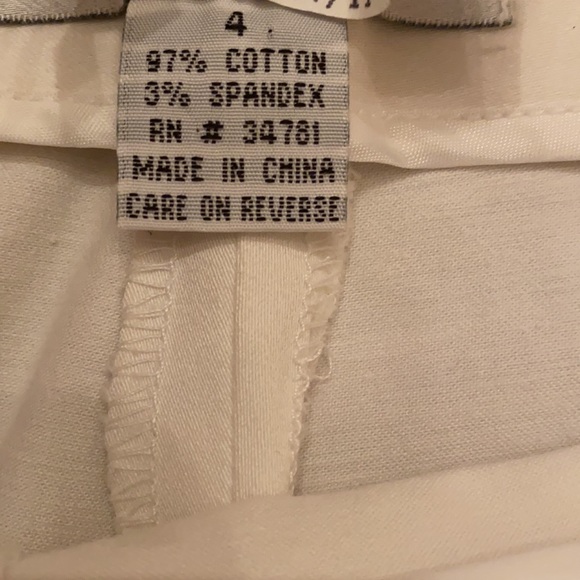 4
97% COTTON
3% SPANDEX
RN # 34781
MADE IN CHINA
CARE ON REVERSE